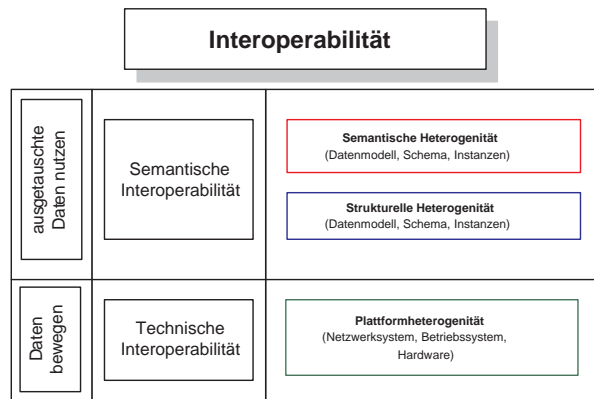 Interoperabilität
ausgetauschte
Daten nutzen
Semantische
Interoperabilität
Semantische Heterogenität
(Datenmodell, Schema, Instanzen)
Strukturelle Heterogenität
(Datenmodell, Schema, Instanzen)
Daten
bewegen
Technische
Interoperabilität
Plattformheterogenität
(Netzwerksystem, Betriebssystem,
Hardware)